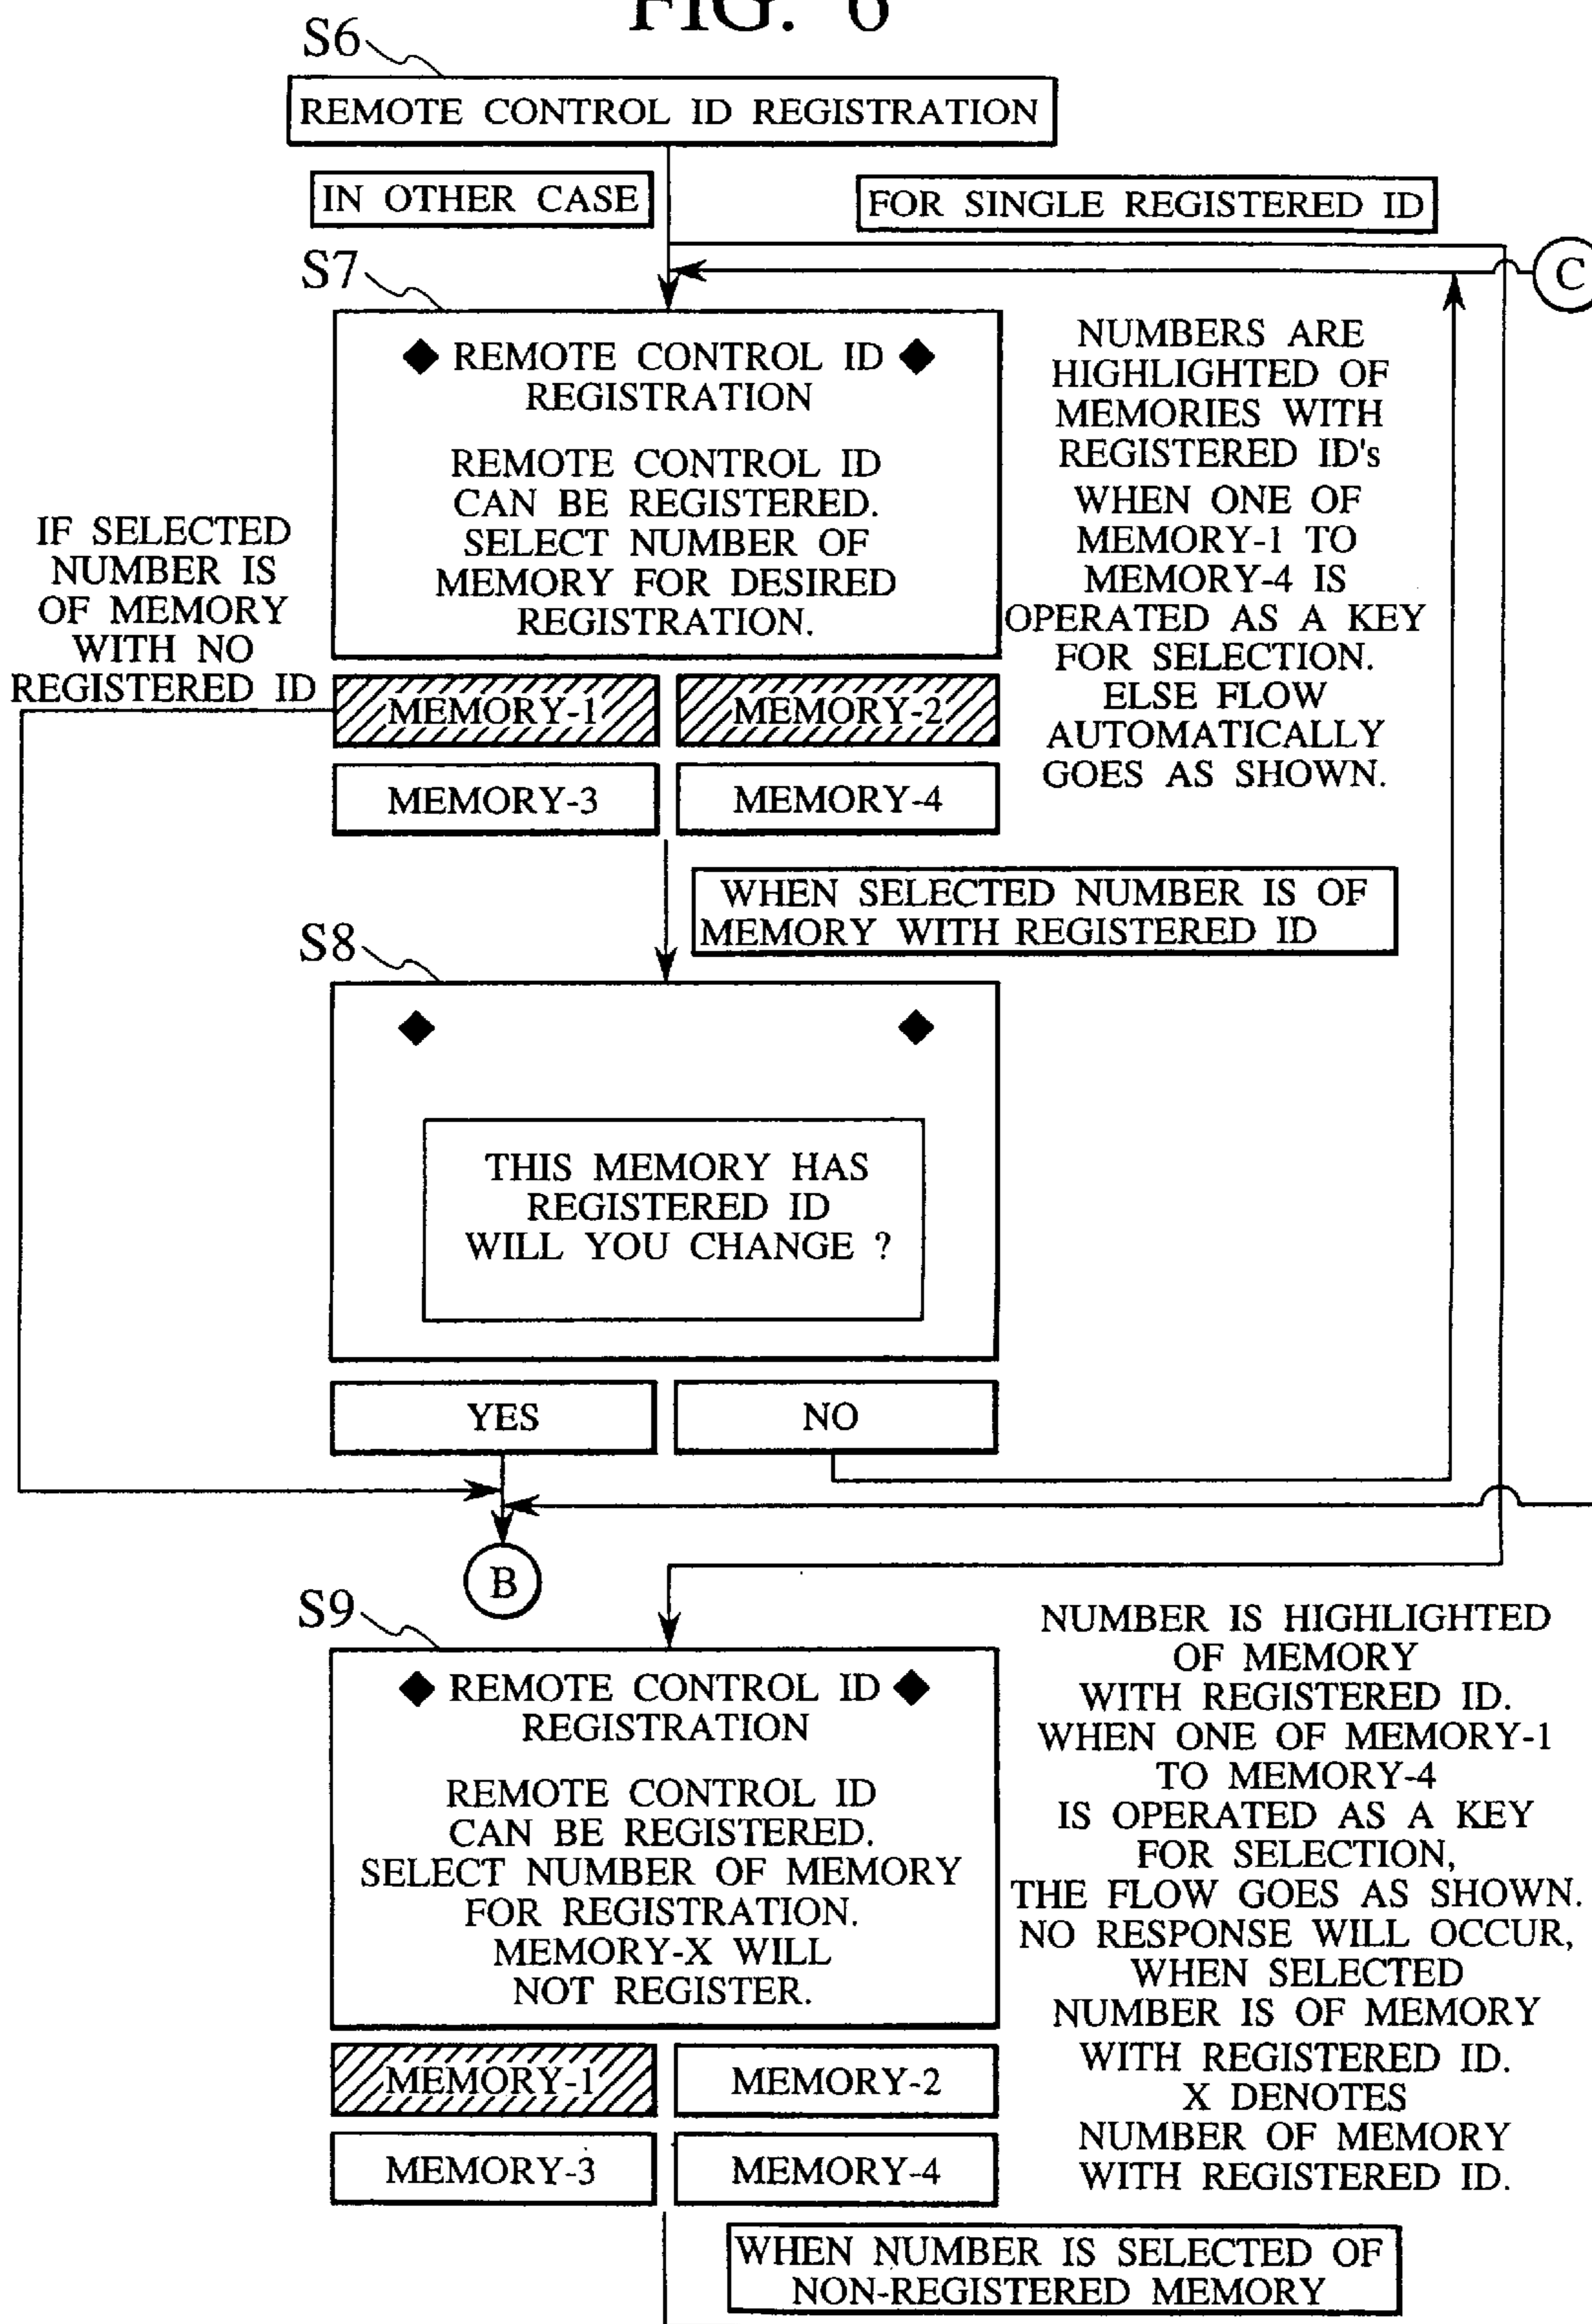 FIG. 6
S6
REMOTE CONTROL ID REGISTRATION
IN OTHER CASE
FOR SINGLE REGISTERED ID
C
S7
◆ REMOTE CONTROL ID ◆
REGISTRATION
REMOTE CONTROL ID
CAN BE REGISTERED.
SELECT NUMBER OF
MEMORY FOR DESIRED
REGISTRATION.
NUMBERS ARE
HIGHLIGHTED OF
MEMORIES WITH
REGISTERED ID's
WHEN ONE OF
MEMORY-1 TO
MEMORY-4 IS
OPERATED AS A KEY
FOR SELECTION.
ELSE FLOW
AUTOMATICALLY
GOES AS SHOWN.
IF SELECTED
NUMBER IS
OF MEMORY
WITH NO
REGISTERED ID
MEMORY-1
MEMORY-2
MEMORY-3
MEMORY-4
WHEN SELECTED NUMBER IS OF
MEMORY WITH REGISTERED ID
S8
◆ ◆
THIS MEMORY HAS
REGISTERED ID
WILL YOU CHANGE ?
YES
NO
B
S9
◆ REMOTE CONTROL ID ◆
REGISTRATION
REMOTE CONTROL ID
CAN BE REGISTERED.
SELECT NUMBER OF MEMORY
FOR REGISTRATION.
MEMORY-X WILL
NOT REGISTER.
NUMBER IS HIGHLIGHTED
OF MEMORY
WITH REGISTERED ID.
WHEN ONE OF MEMORY-1
TO MEMORY-4
IS OPERATED AS A KEY
FOR SELECTION,
THE FLOW GOES AS SHOWN.
NO RESPONSE WILL OCCUR,
WHEN SELECTED
NUMBER IS OF MEMORY
WITH REGISTERED ID.
X DENOTES
NUMBER OF MEMORY
WITH REGISTERED ID.
MEMORY-1
MEMORY-2
MEMORY-3
MEMORY-4
WHEN NUMBER IS SELECTED OF
NON-REGISTERED MEMORY